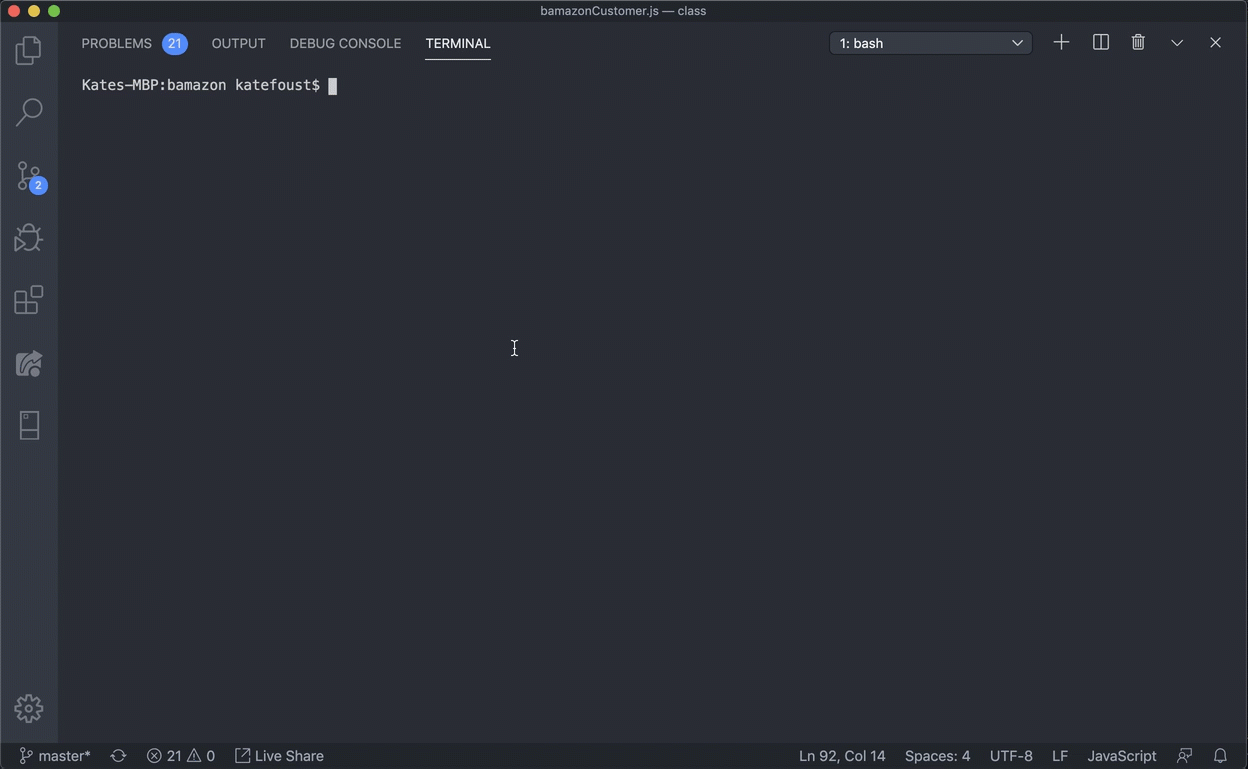 bamazonCustomer.js — class
PROBLEMS 21 OUTPUT DEBUG CONSOLE TERMINAL 1: bash
Kates-MBP:bamazon katefoust$
2
master* 21 0 Live Share Ln 92, Col 14 Spaces: 4 UTF-8 LF JavaScript